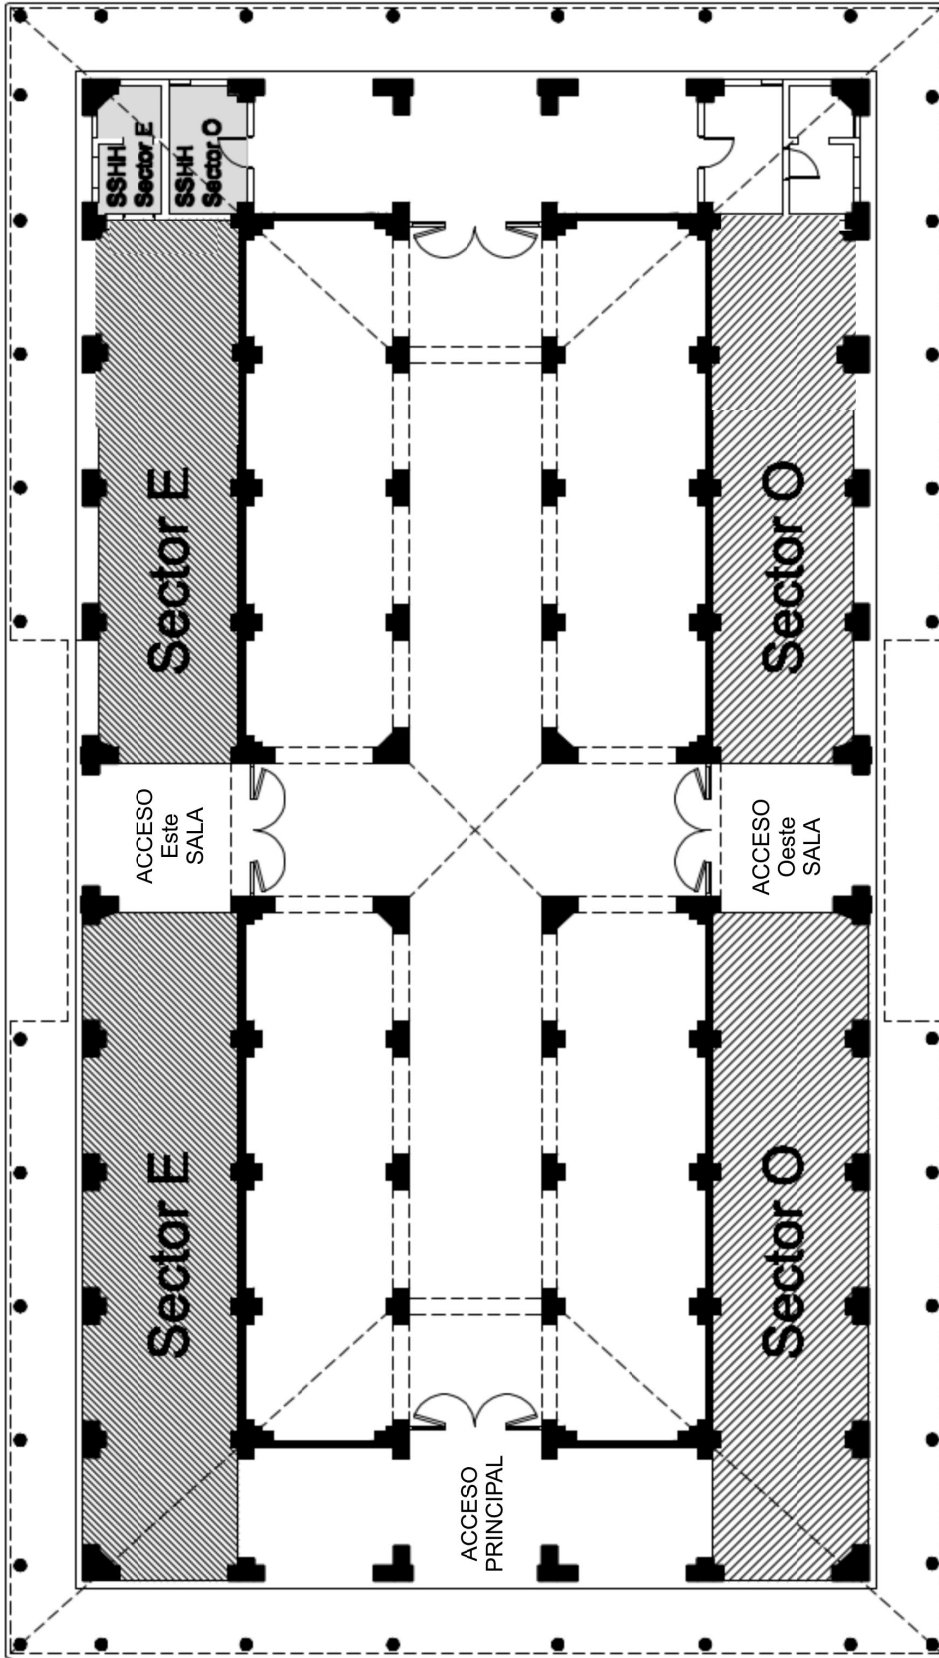 SSHH
Sector E
SSHH
Sector O
Sector E
Sector O
ACCESO
Este
SALA
ACCESO
Oeste
SALA
Sector E
Sector O
ACCESO
PRINCIPAL